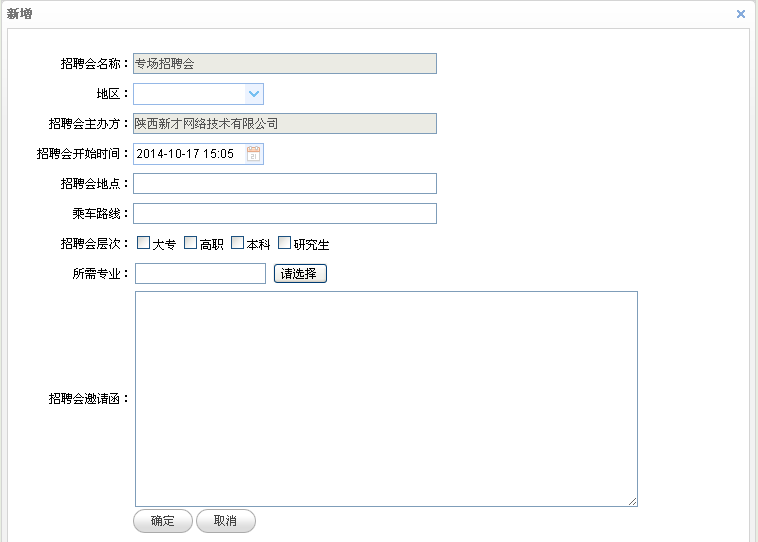 新增
招聘会名称： 专场招聘会
地区：
招聘会主办方： 陕西新才网络技术有限公司
招聘会开始时间： 2014-10-17 15:05
招聘会地点：
乘车路线：
招聘会层次： 大专 高职 本科 研究生
所需专业： 请选择
招聘会邀请函：
确定 取消